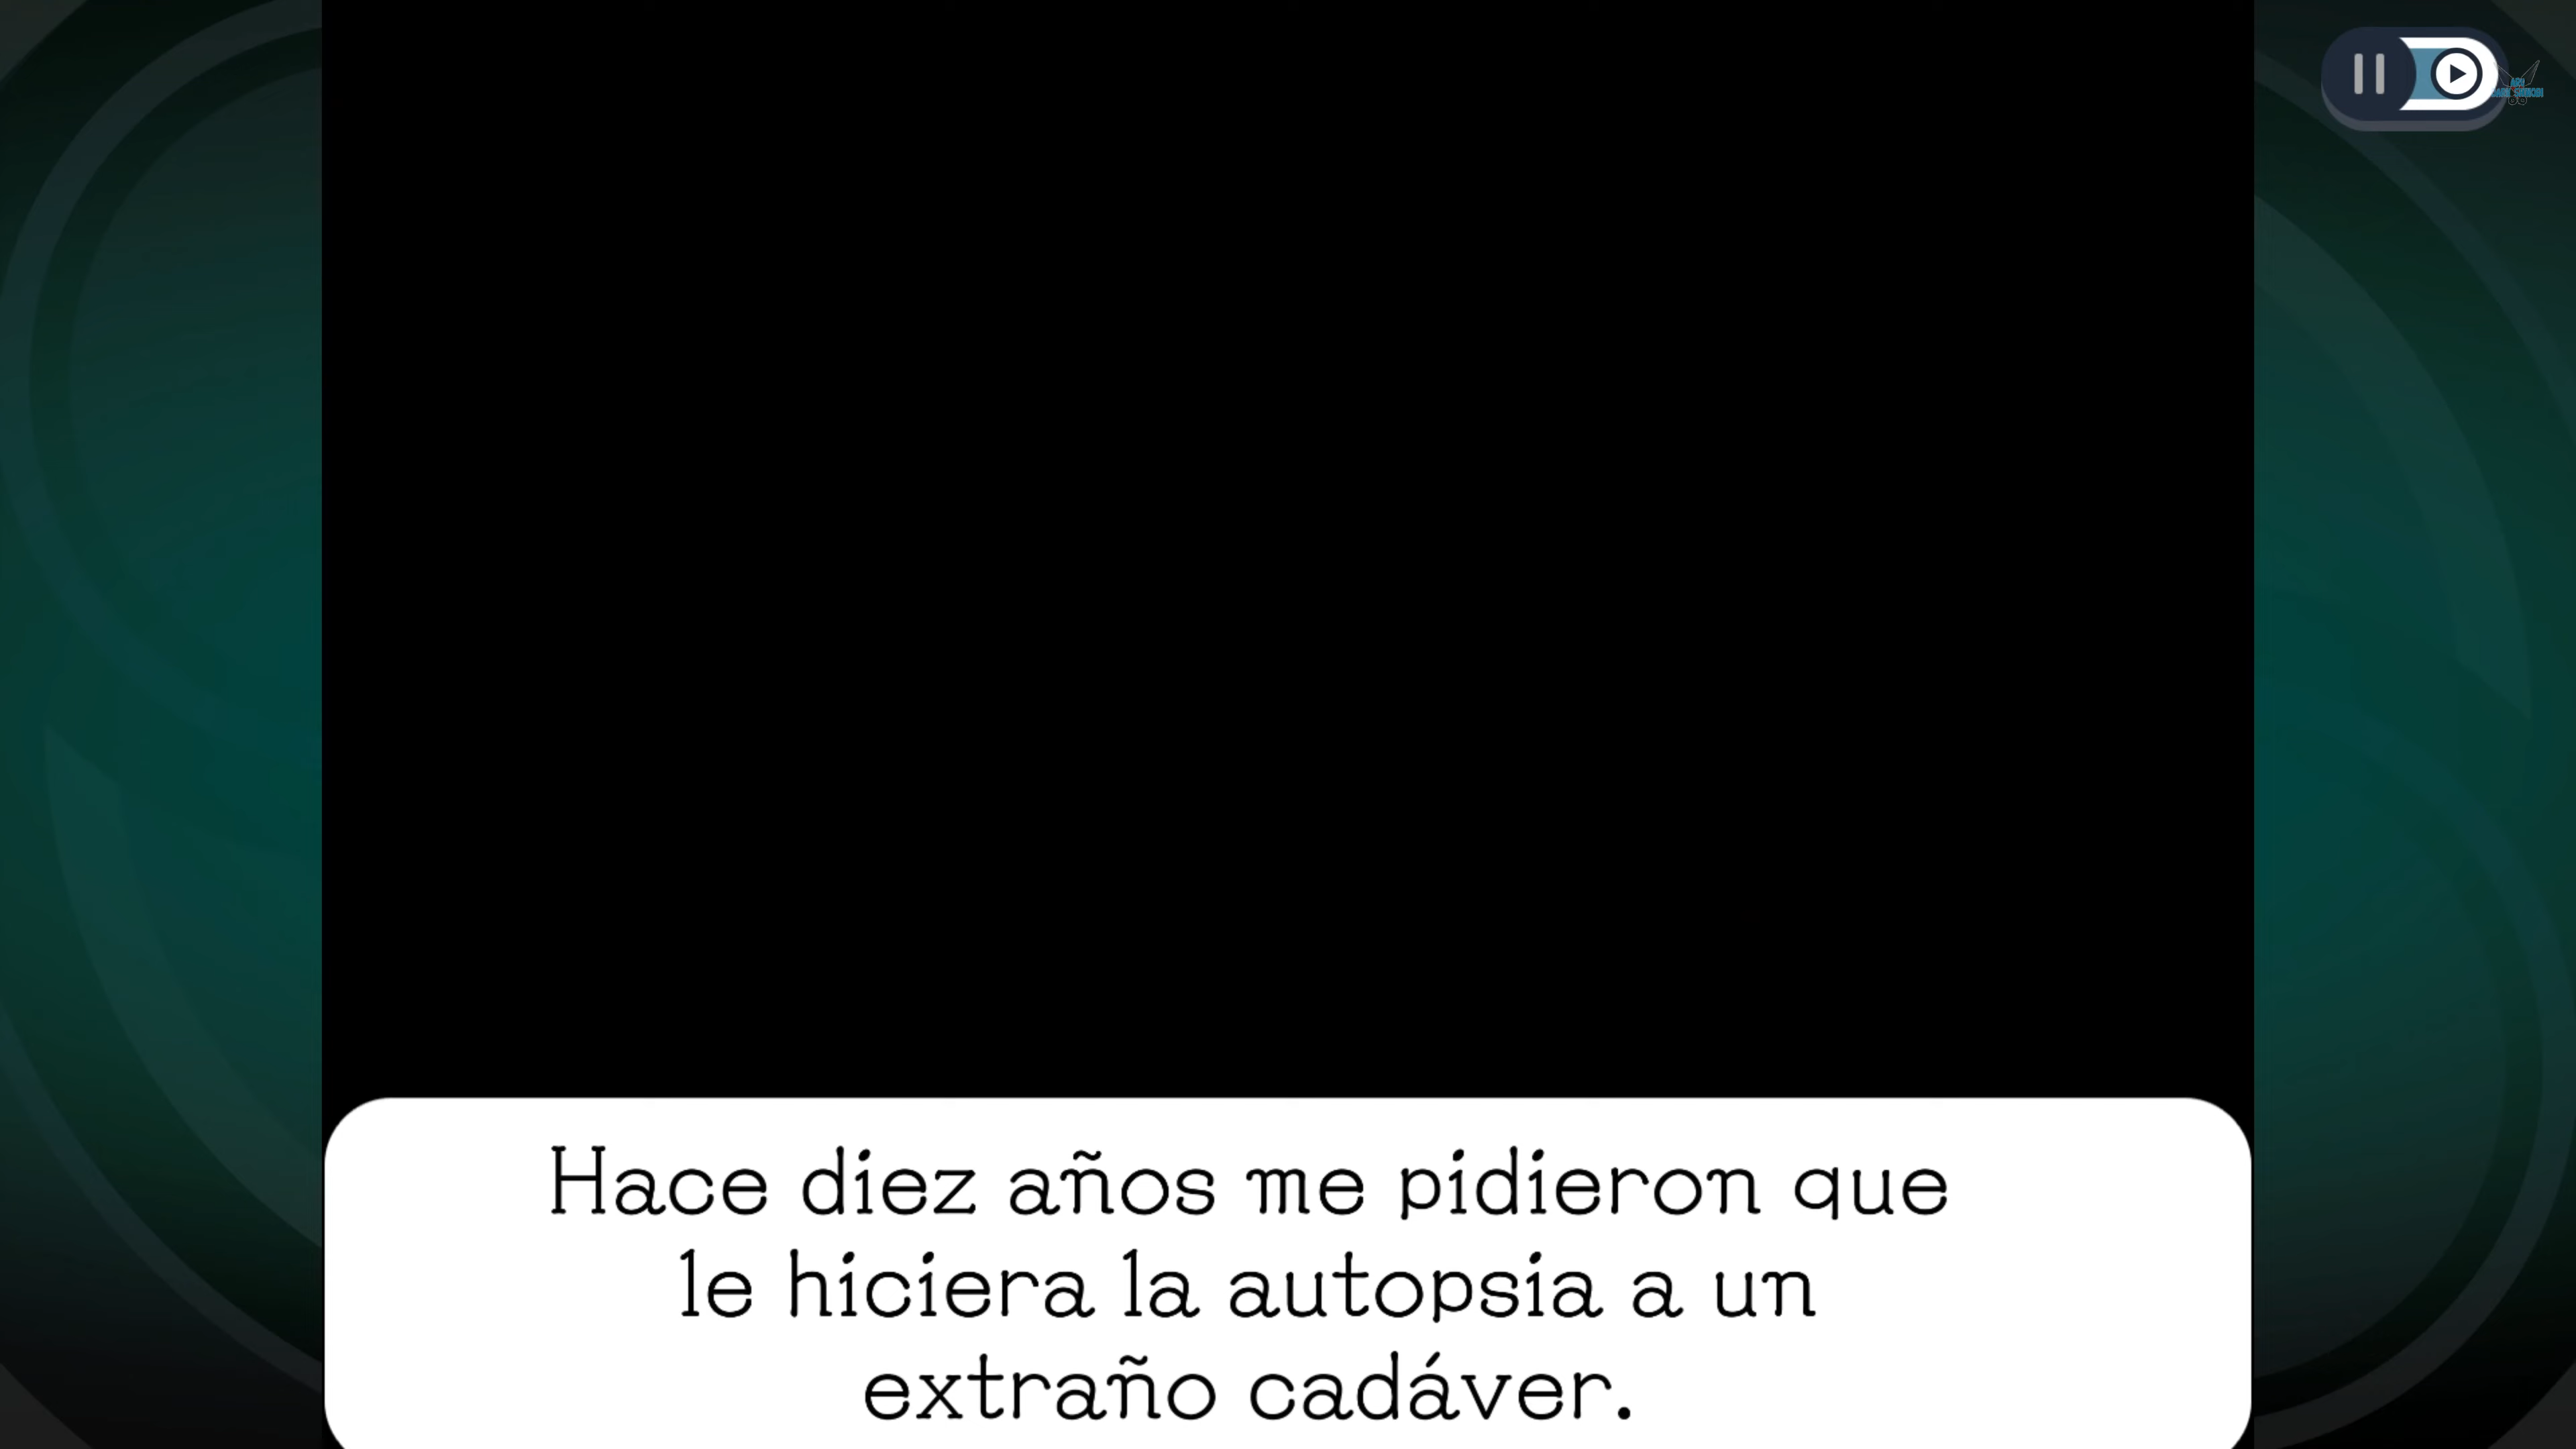 Hace diez años me pidieron que
le hiciera la autopsia a un
extraño cadáver.